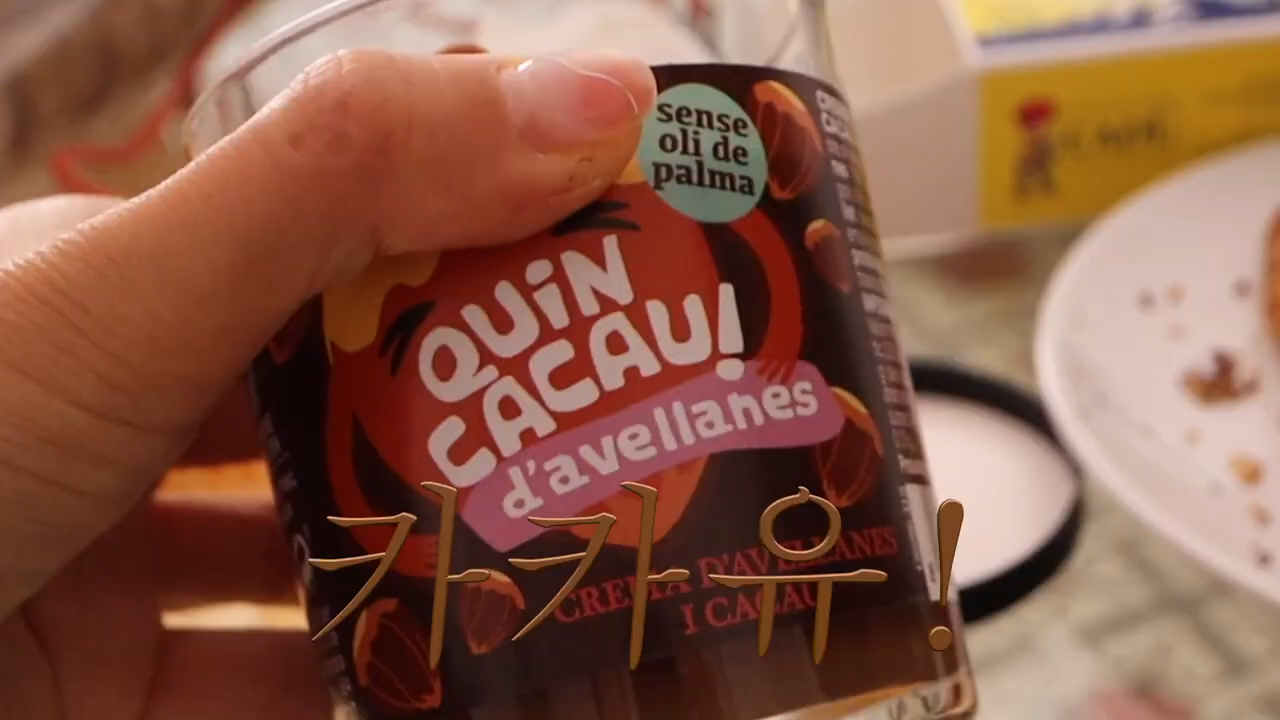 sense
oli de
palma
QUiN
CACAU!
d'avellanes
CREMA D'AVELLANES
I CACAU
카카유!